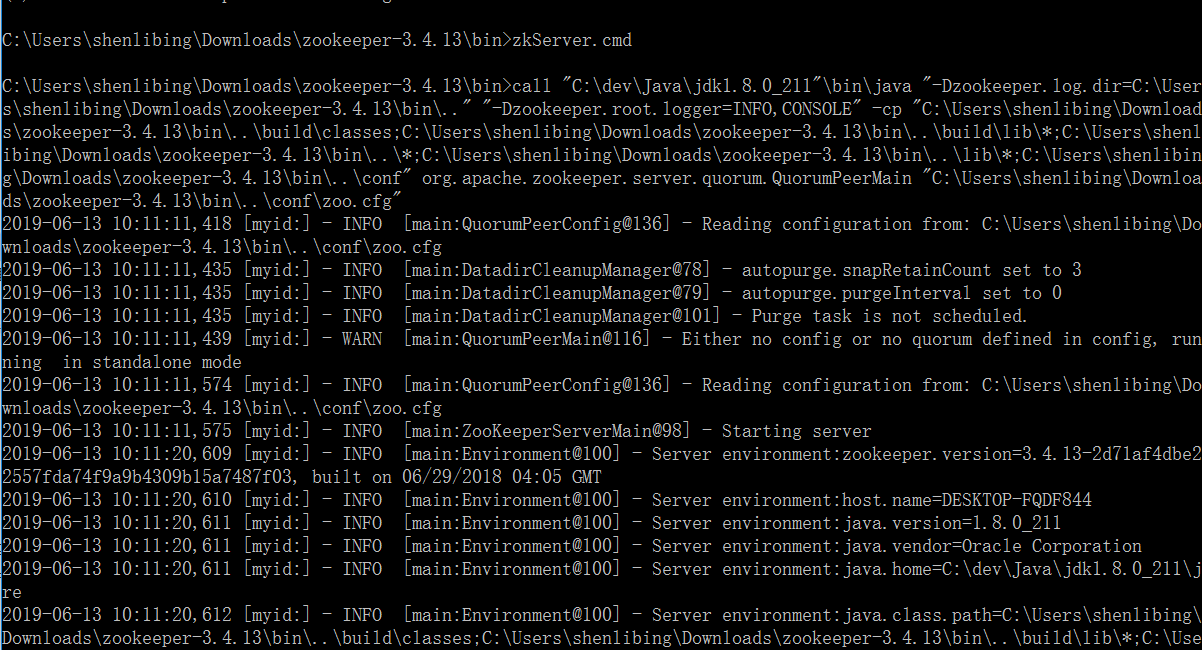 C:\Users\shenlibing\Downloads\zookeeper-3.4.13\bin>zkServer.cmd
C:\Users\shenlibing\Downloads\zookeeper-3.4.13\bin>call "C:\dev\Java\jdk1.8.0_211"\bin\java "-Dzookeeper.log.dir=C:\User
s\shenlibing\Downloads\zookeeper-3.4.13\bin\.." "-Dzookeeper.root.logger=INFO,CONSOLE" -cp "C:\Users\shenlibing\Download
s\zookeeper-3.4.13\bin\..\build\classes;C:\Users\shenlibing\Downloads\zookeeper-3.4.13\bin\..\build\lib\*;C:\Users\shenl
ibing\Downloads\zookeeper-3.4.13\bin\..\*;C:\Users\shenlibing\Downloads\zookeeper-3.4.13\bin\..\lib\*;C:\Users\shenlibin
g\Downloads\zookeeper-3.4.13\bin\..\conf" org.apache.zookeeper.server.quorum.QuorumPeerMain "C:\Users\shenlibing\Downloa
ds\zookeeper-3.4.13\bin\..\conf\zoo.cfg"
2019-06-13 10:11:11,418 [myid:] - INFO  [main:QuorumPeerConfig@136] - Reading configuration from: C:\Users\shenlibing\Do
wnloads\zookeeper-3.4.13\bin\..\conf\zoo.cfg
2019-06-13 10:11:11,435 [myid:] - INFO  [main:DatadirCleanupManager@78] - autopurge.snapRetainCount set to 3
2019-06-13 10:11:11,435 [myid:] - INFO  [main:DatadirCleanupManager@79] - autopurge.purgeInterval set to 0
2019-06-13 10:11:11,435 [myid:] - INFO  [main:DatadirCleanupManager@101] - Purge task is not scheduled.
2019-06-13 10:11:11,439 [myid:] - WARN  [main:QuorumPeerMain@116] - Either no config or no quorum defined in config, run
ning  in standalone mode
2019-06-13 10:11:11,574 [myid:] - INFO  [main:QuorumPeerConfig@136] - Reading configuration from: C:\Users\shenlibing\Do
wnloads\zookeeper-3.4.13\bin\..\conf\zoo.cfg
2019-06-13 10:11:11,575 [myid:] - INFO  [main:ZooKeeperServerMain@98] - Starting server
2019-06-13 10:11:20,609 [myid:] - INFO  [main:Environment@100] - Server environment:zookeeper.version=3.4.13-2d71af4dbe2
2557fda74f9a9b4309b15a7487f03, built on 06/29/2018 04:05 GMT
2019-06-13 10:11:20,610 [myid:] - INFO  [main:Environment@100] - Server environment:host.name=DESKTOP-FQDF844
2019-06-13 10:11:20,611 [myid:] - INFO  [main:Environment@100] - Server environment:java.version=1.8.0_211
2019-06-13 10:11:20,611 [myid:] - INFO  [main:Environment@100] - Server environment:java.vendor=Oracle Corporation
2019-06-13 10:11:20,611 [myid:] - INFO  [main:Environment@100] - Server environment:java.home=C:\dev\Java\jdk1.8.0_211\j
re
2019-06-13 10:11:20,612 [myid:] - INFO  [main:Environment@100] - Server environment:java.class.path=C:\Users\shenlibing\
Downloads\zookeeper-3.4.13\bin\..\build\classes;C:\Users\shenlibing\Downloads\zookeeper-3.4.13\bin\..\build\lib\*;C:\Use